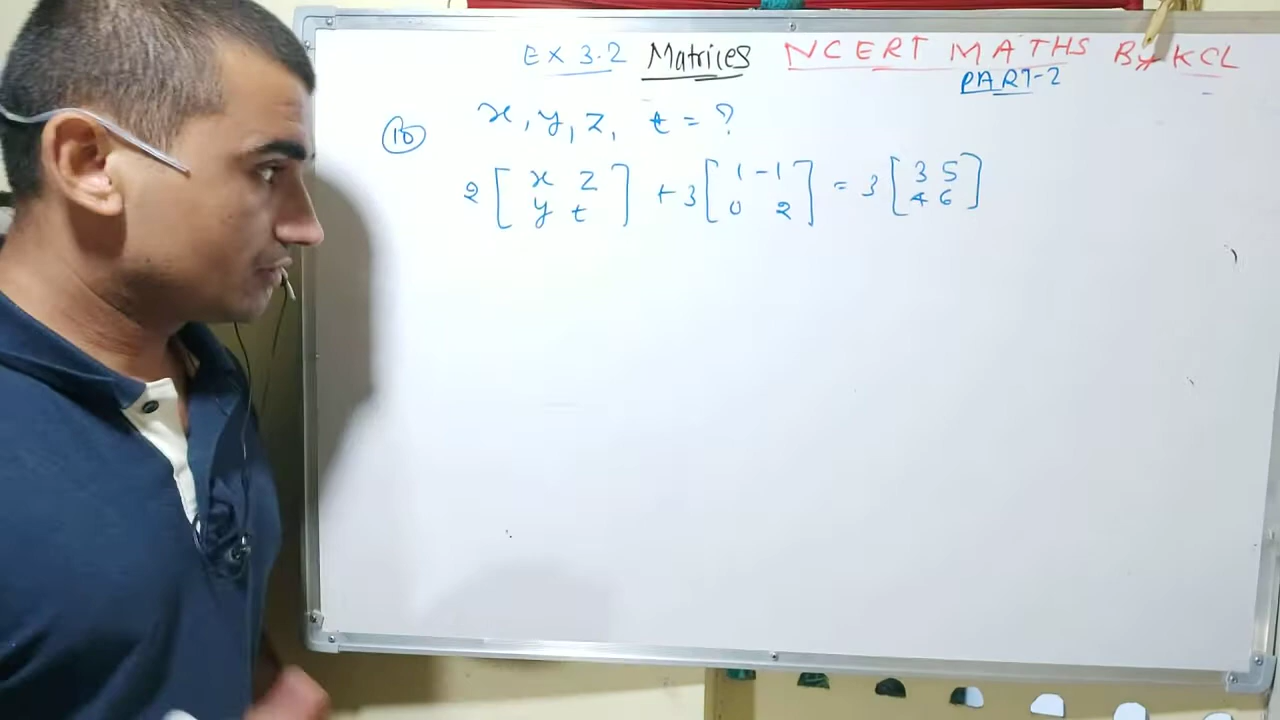 EX 3.2 Matrices NCERT MATHS By KCL
PART-2
(10) x, y, z, t = ?
2 [ x z ] + 3 [ 1 -1 ] = 3 [ 3 5 ]
[ y t ] [ 0 2 ] [ 4 6 ]